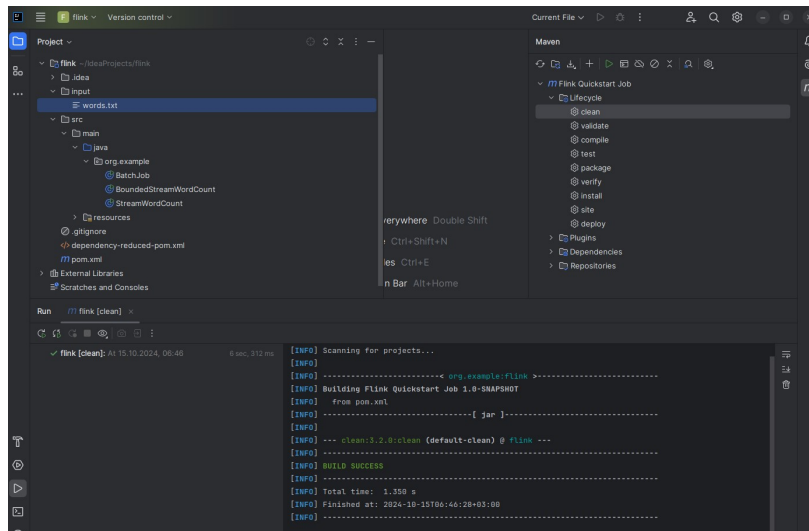 flink
Version control
Current File
Project
flink ~/IdeaProjects/flink
.idea
input
words.txt
src
main
java
org.example
BatchJob
BoundedStreamWordCount
StreamWordCount
resources
.gitignore
dependency-reduced-pom.xml
pom.xml
External Libraries
Scratches and Consoles
verywhere Double Shift
Ctrl+Shift+N
les Ctrl+E
n Bar Alt+Home
Maven
Flink Quickstart Job
Lifecycle
clean
validate
compile
test
package
verify
install
site
deploy
Plugins
Dependencies
Repositories
Run
flink [clean]
flink [clean]: At 15.10.2024, 06:46 6 sec, 212 ms
[INFO] Scanning for projects...
[INFO]
[INFO] ------------------------< org.example:flink >-------------------------
[INFO] Building Flink Quickstart Job 1.0-SNAPSHOT
[INFO]   from pom.xml
[INFO] --------------------------------[ jar ]---------------------------------
[INFO]
[INFO] --- clean:3.2.0:clean (default-clean) @ flink ---
[INFO] ------------------------------------------------------------------------
[INFO] BUILD SUCCESS
[INFO] ------------------------------------------------------------------------
[INFO] Total time:  1.350 s
[INFO] Finished at: 2024-10-15T06:46:28+03:00
[INFO] ------------------------------------------------------------------------